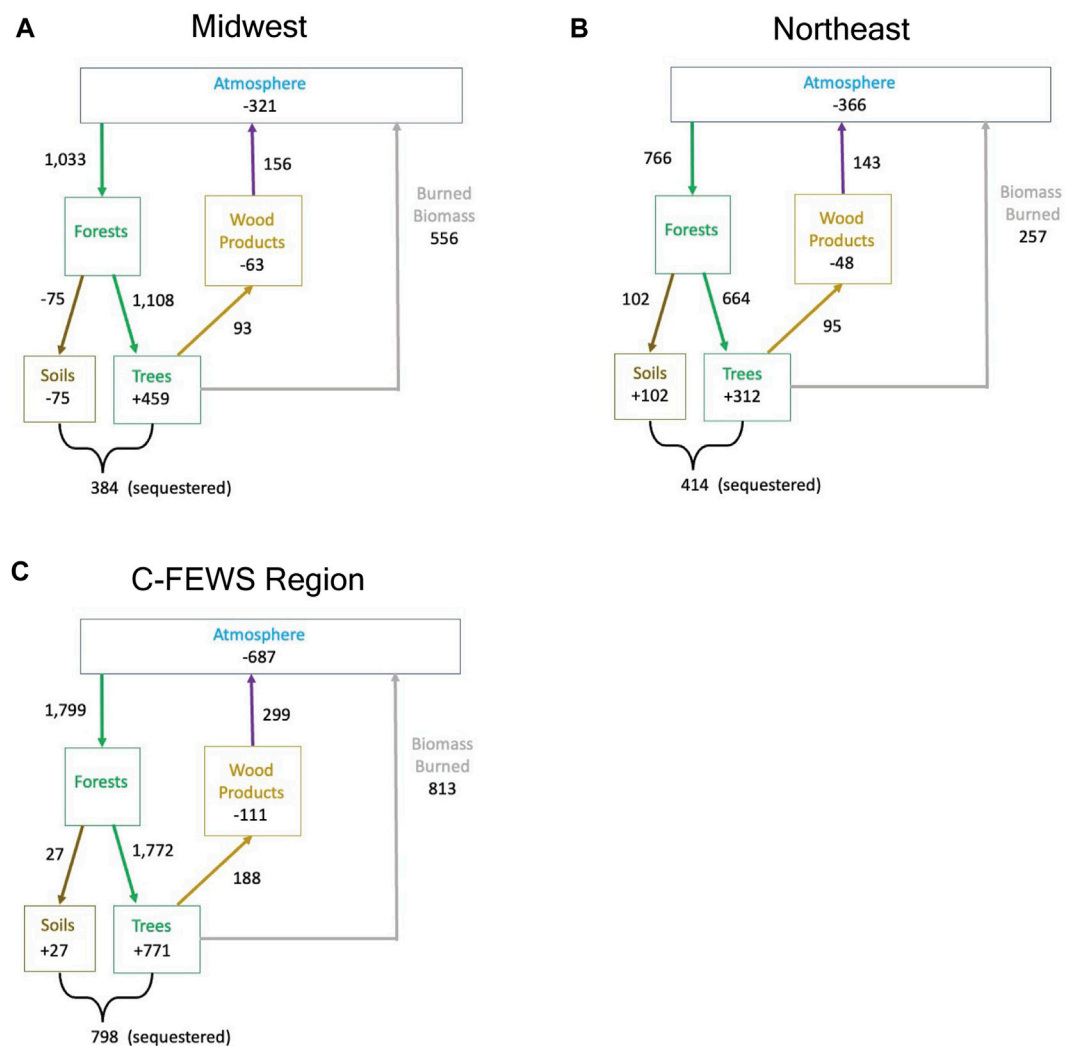 A
Midwest
Atmosphere
-321
1,033
156
Burned
Biomass
556
Forests
Wood
Products
-63
-75
1,108
93
Soils
-75
Trees
+459
384 (sequestered)
B
Northeast
Atmosphere
-366
766
143
Biomass
Burned
257
Forests
Wood
Products
-48
102
664
95
Soils
+102
Trees
+312
414 (sequestered)
C
C-FEWS Region
Atmosphere
-687
1,799
299
Biomass
Burned
813
Forests
Wood
Products
-111
27
1,772
188
Soils
+27
Trees
+771
798 (sequestered)